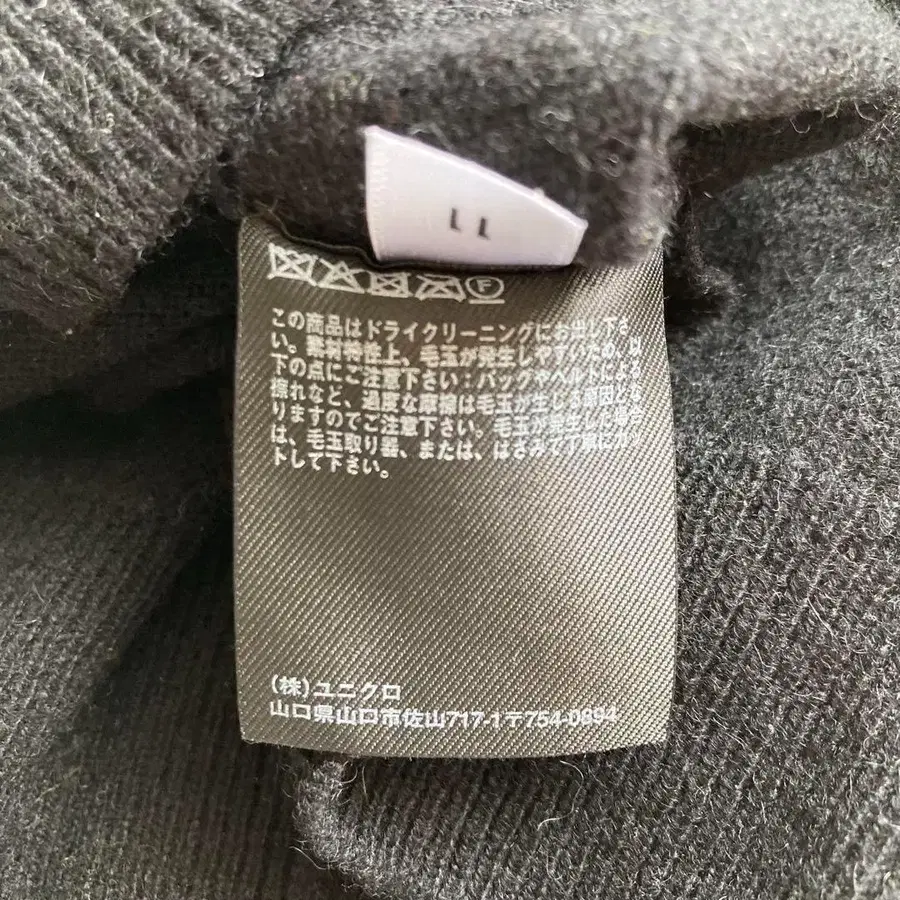 LL
F
この商品はドライクリーニングにお出し下さ
い。素材特性上、毛玉が発生しやすいため、以
下の点にご注意下さい：バッグやベルトによる
擦れなど、過度な摩擦は毛玉が生じる原因とな
りますのでご注意下さい。毛玉が発生した場合
は、毛玉取り器、または、はさみで丁寧にカッ
トして下さい。
(株)ユニクロ
山口県山口市佐山717-1〒754-0894